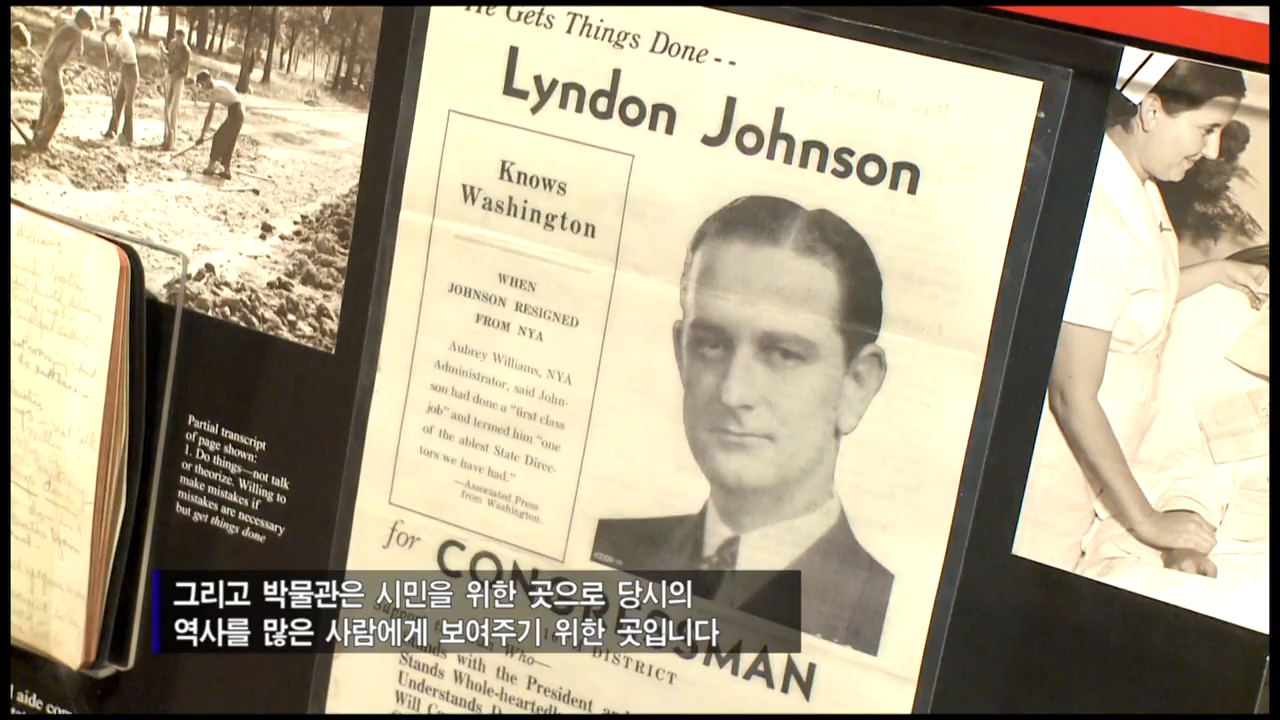 He Gets Things Done--
Lyndon Johnson
Knows
Washington
WHEN
JOHNSON RESIGNED
FROM NYA
Aubrey Williams, NYA
Administrator, said John-
son had done a "first class
job" and termed him "one
of the ablest State Direc-
tors we have had."
—Associated Press
from Washington.
for CONGRESSMAN
DISTRICT
Who—
with the President
Stands Whole-heartedl
Understands
Will
Partial transcript
of page shown:
1. Do things—not talk
or theorize. Willing to
make mistakes if
mistakes are necessary
but get things done
aide
그리고 박물관은 시민을 위한 곳으로 당시의
역사를 많은 사람에게 보여주기 위한 곳입니다